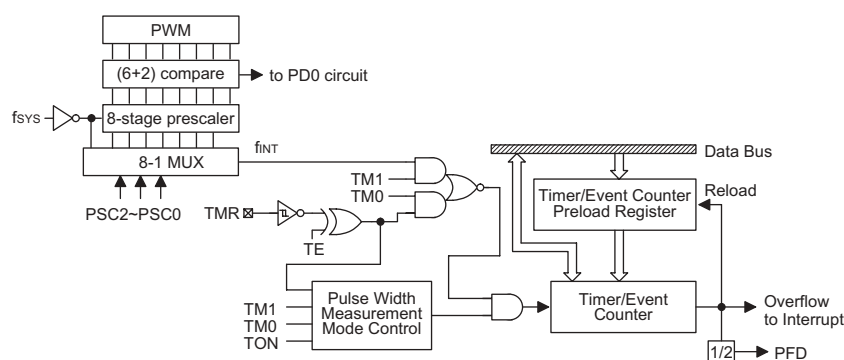 PWM
(6+2) compare
to PD0 circuit
fSYS
8-stage prescaler
8-1 MUX
fINT
PSC2~PSC0
TM1
TM0
TMR
TE
Data Bus
Timer/Event Counter
Preload Register
Reload
TM1
TM0
TON
Pulse Width
Measurement
Mode Control
Timer/Event
Counter
Overflow
to Interrupt
1/2
PFD